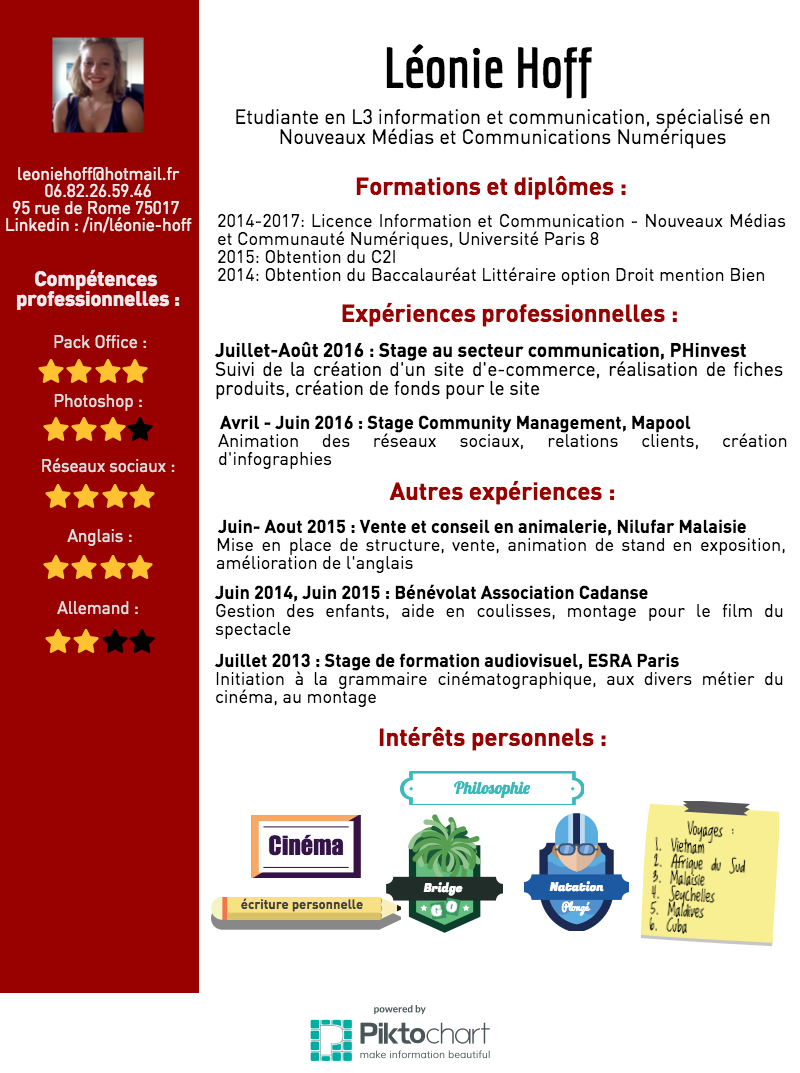 leoniehoff@hotmail.fr
06.82.26.59.46
95 rue de Rome 75017
Linkedin : /in/léonie-hoff
Compétences
professionnelles :
Pack Office :
Photoshop :
Réseaux sociaux :
Anglais :
Allemand :
Léonie Hoff
Etudiante en L3 information et communication, spécialisé en
Nouveaux Médias et Communications Numériques
Formations et diplômes :
2014-2017: Licence Information et Communication - Nouveaux Médias
et Communauté Numériques, Université Paris 8
2015: Obtention du C2I
2014: Obtention du Baccalauréat Littéraire option Droit mention Bien
Expériences professionnelles :
Juillet-Août 2016 : Stage au secteur communication, PHinvest
Suivi de la création d'un site d'e-commerce, réalisation de fiches
produits, création de fonds pour le site
Avril - Juin 2016 : Stage Community Management, Mapool
Animation des réseaux sociaux, relations clients, création
d'infographies
Autres expériences :
Juin- Aout 2015 : Vente et conseil en animalerie, Nilufar Malaisie
Mise en place de structure, vente, animation de stand en exposition,
amélioration de l'anglais
Juin 2014, Juin 2015 : Bénévolat Association Cadanse
Gestion des enfants, aide en coulisses, montage pour le film du
spectacle
Juillet 2013 : Stage de formation audiovisuel, ESRA Paris
Initiation à la grammaire cinématographique, aux divers métier du
cinéma, au montage
Intérêts personnels :
Philosophie
Cinéma
écriture personnelle
Bridge
GO
Natation
Plongé
Voyages :
1. Vietnam
2. Afrique du Sud
3. Malaisie
4. Seychelles
5. Maldives
6. Cuba
powered by
Piktochart
make information beautiful